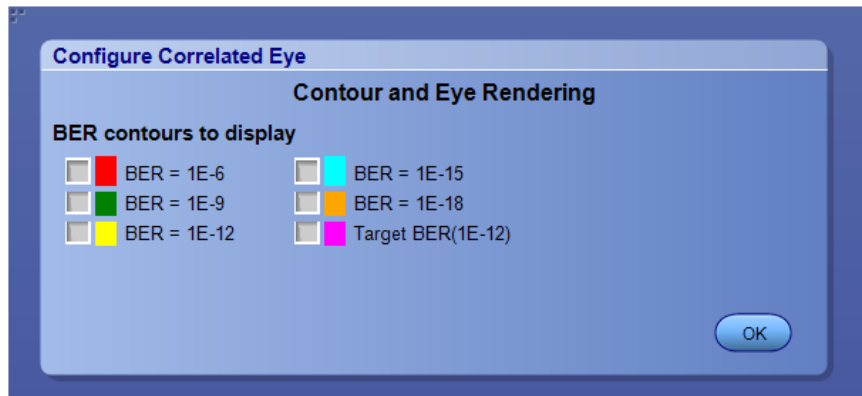 Configure Correlated Eye
Contour and Eye Rendering
BER contours to display
BER = 1E-6
BER = 1E-15
BER = 1E-9
BER = 1E-18
BER = 1E-12
Target BER(1E-12)
OK